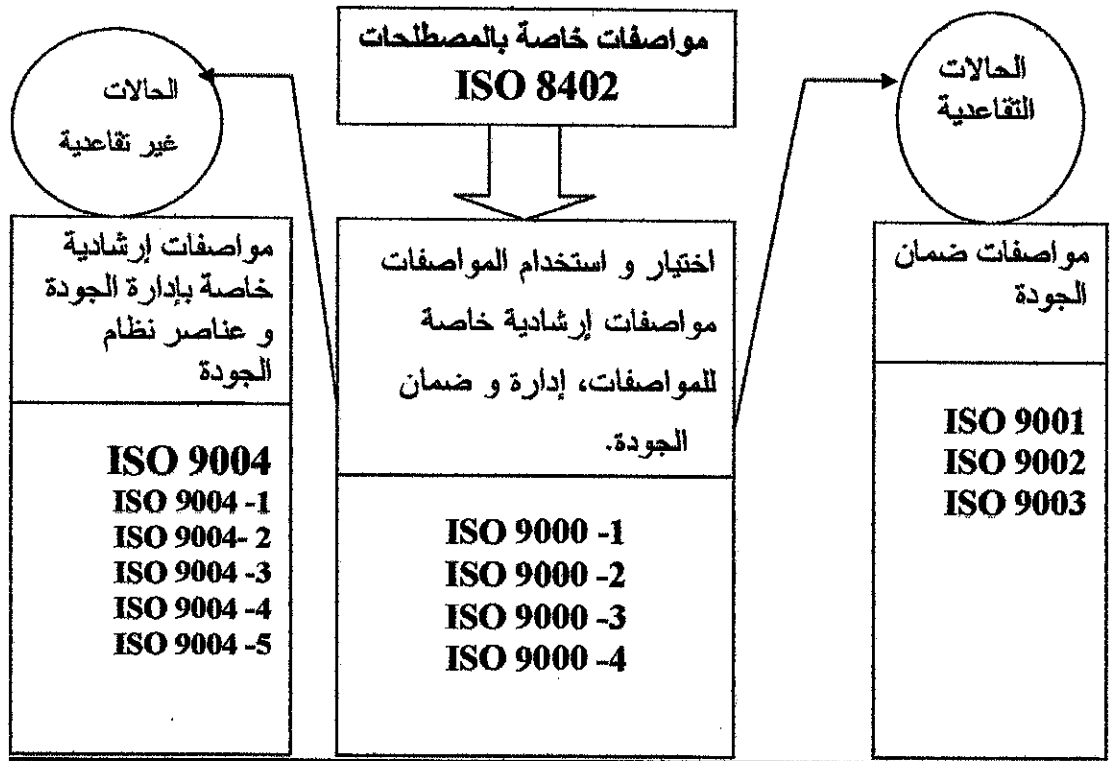 مواصفات خاصة بالمصطلحات
ISO 8402
الحالات
التقاعدية
مواصفات ضمان
الجودة
ISO 9001
ISO 9002
ISO 9003
اختيار و استخدام المواصفات
مواصفات إرشادية خاصة
للمواصفات، إدارة و ضمان
الجودة.
ISO 9000 -1
ISO 9000 -2
ISO 9000 -3
ISO 9000 -4
الحالات
غير تقاعدية
مواصفات إرشادية
خاصة بإدارة الجودة
و عناصر نظام
الجودة
ISO 9004
ISO 9004 -1
ISO 9004- 2
ISO 9004 -3
ISO 9004 -4
ISO 9004 -5